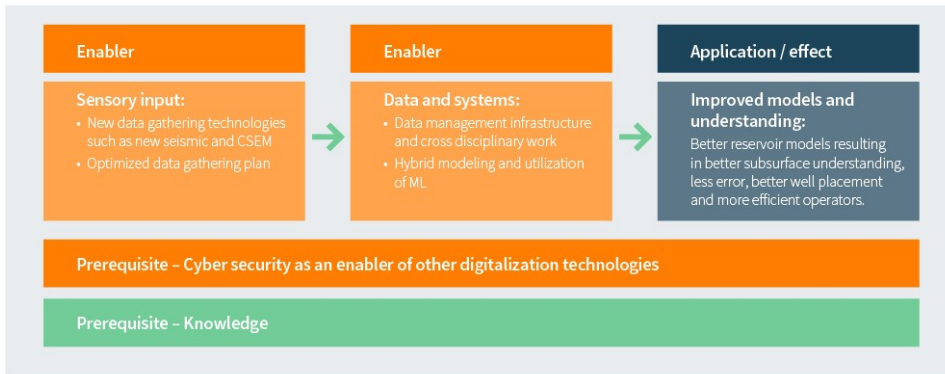 Enabler
Sensory input:
• New data gathering technologies
such as new seismic and CSEM
• Optimized data gathering plan
Enabler
Data and systems:
• Data management infrastructure
and cross disciplinary work
• Hybrid modeling and utilization
of ML
Application / effect
Improved models and
understanding:
Better reservoir models resulting
in better subsurface understanding,
less error, better well placement
and more efficient operators.
Prerequisite – Cyber security as an enabler of other digitalization technologies
Prerequisite – Knowledge